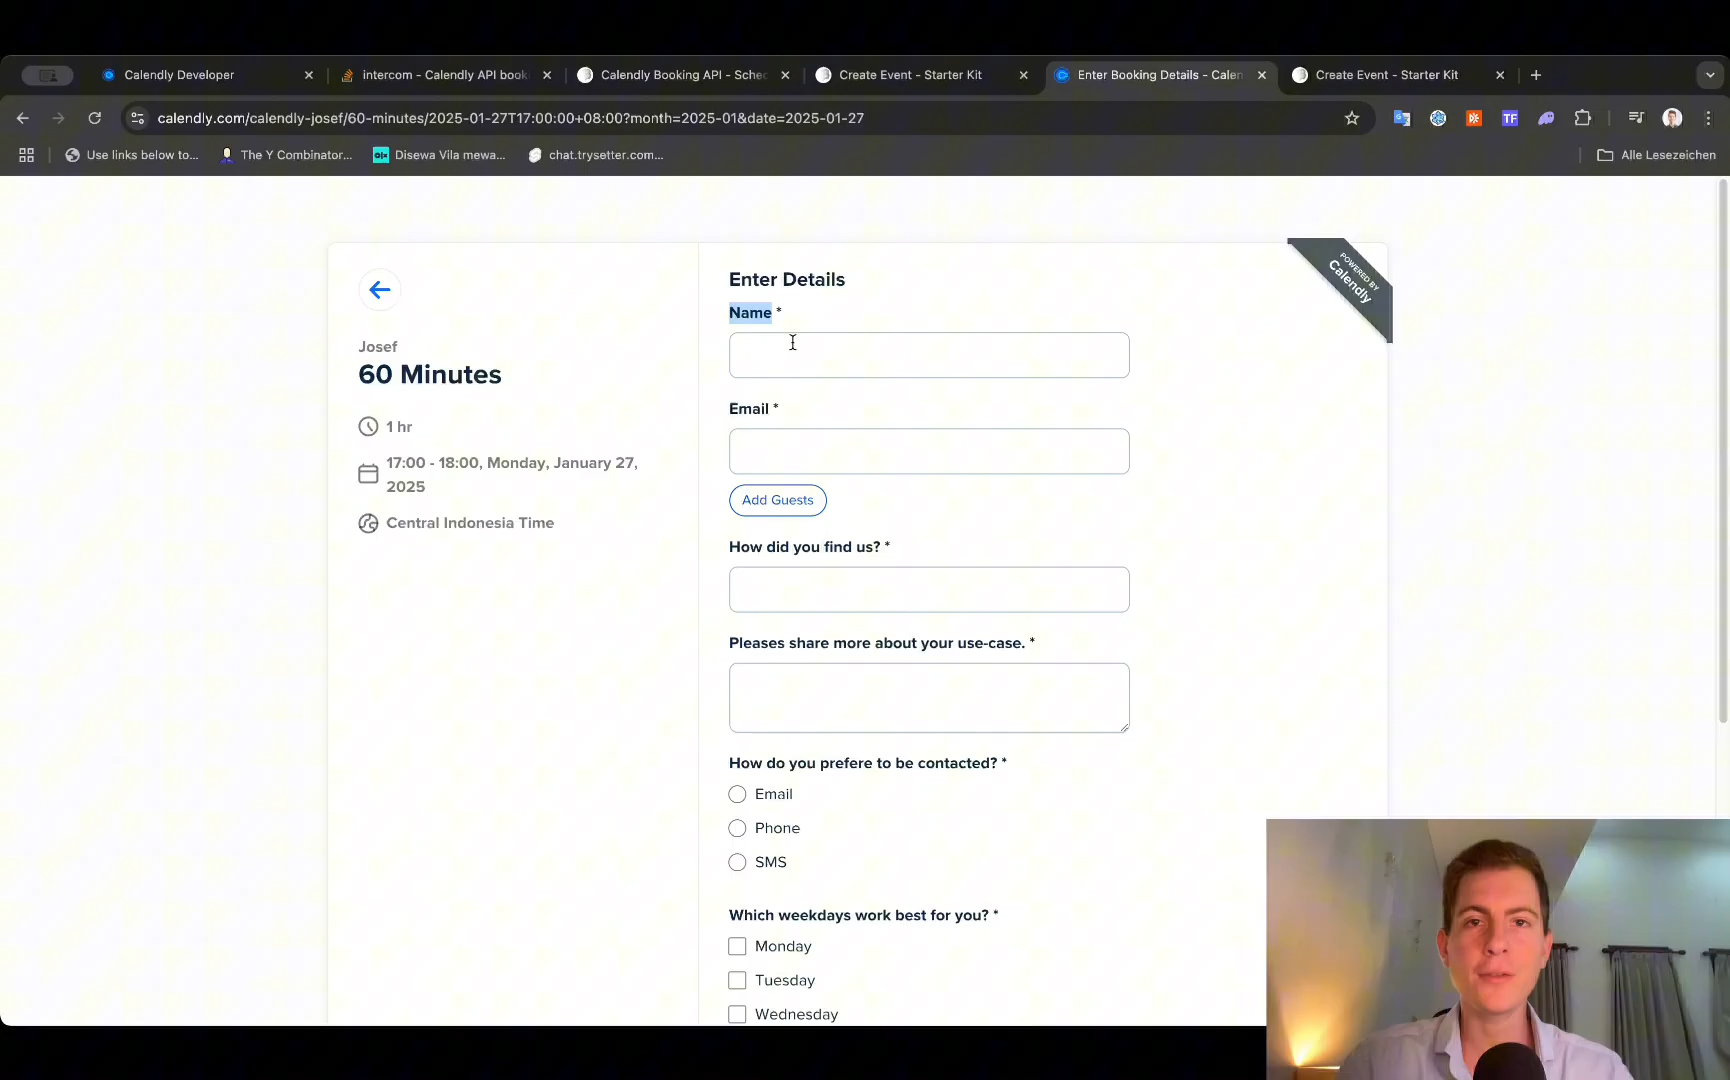 Calendly Developer
intercom - Calendly API book
Calendly Booking API - Sche
Create Event - Starter Kit
Enter Booking Details - Calen
Create Event - Starter Kit
calendly.com/calendly-josef/60-minutes/2025-01-27T17:00:00+08:00?month=2025-01&date=2025-01-27
TF
Use links below to...
The Y Combinator...
olx
Disewa Vila mewa...
chat.trysetter.com...
Alle Lesezeichen
POWERED BY
Calendly
Josef
60 Minutes
1 hr
17:00 - 18:00, Monday, January 27,
2025
Central Indonesia Time
Enter Details
Name *
Email *
Add Guests
How did you find us? *
Pleases share more about your use-case. *
How do you prefere to be contacted? *
Email
Phone
SMS
Which weekdays work best for you? *
Monday
Tuesday
Wednesday